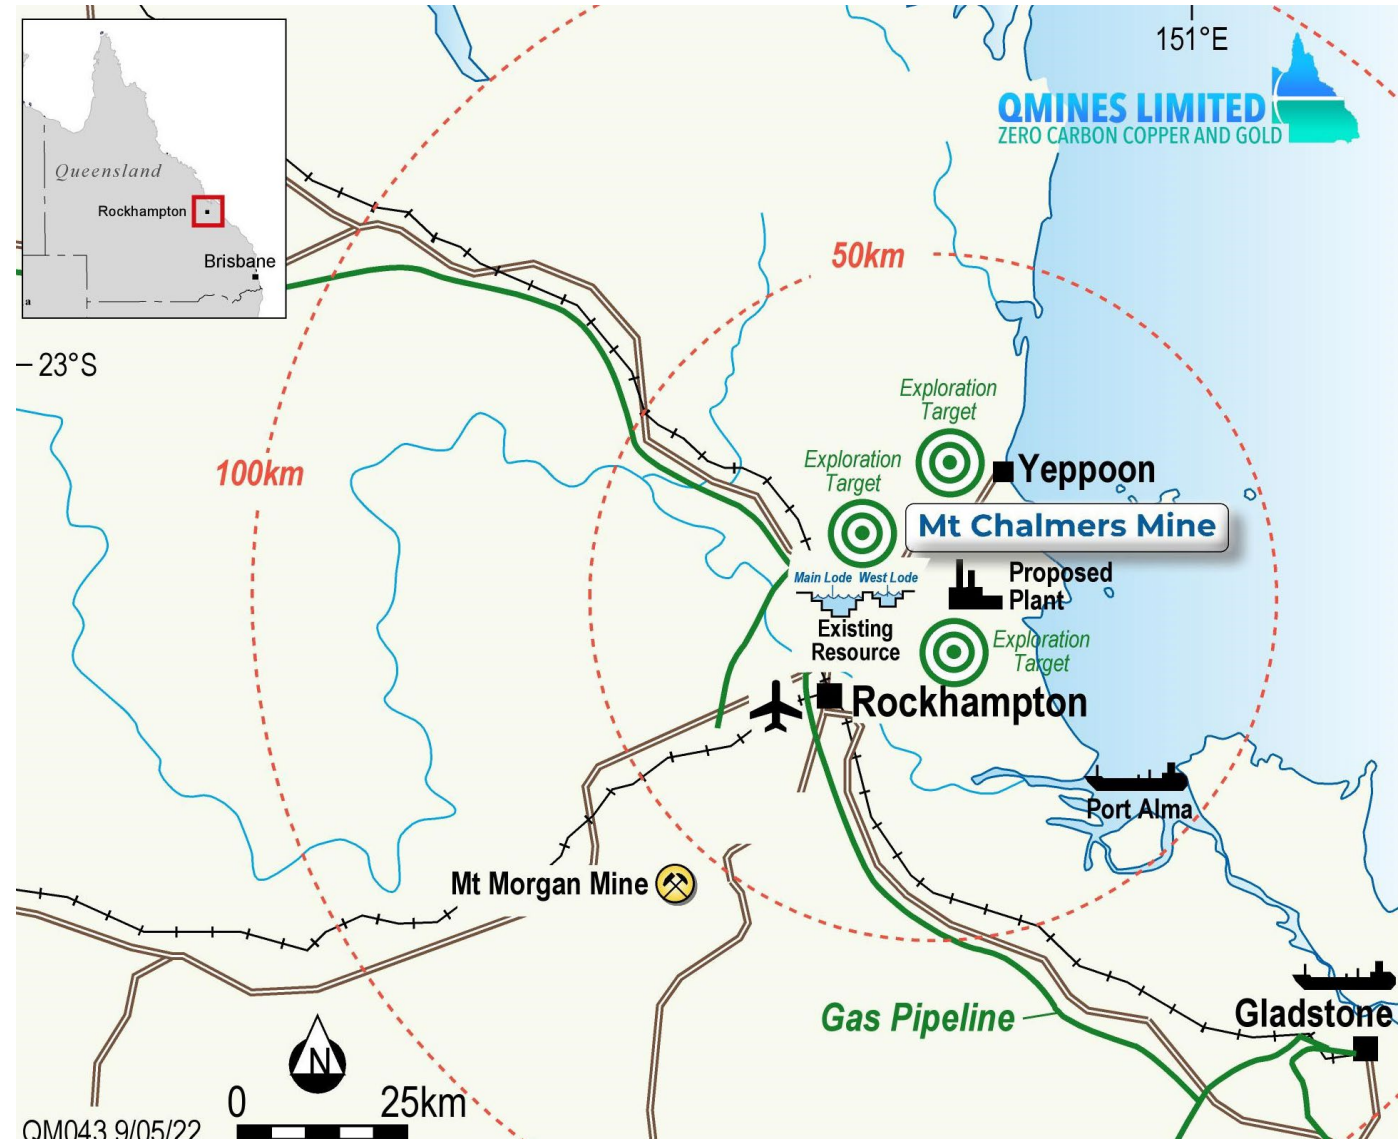 151°E
QMINES LIMITED
ZERO CARBON COPPER AND GOLD
Queensland
Rockhampton
Brisbane
a
50km
23°S
100km
Exploration
Target
Exploration
Target
Yeppoon
Mt Chalmers Mine
Main Lode West Lode
Proposed
Plant
Existing
Resource
Exploration
Target
Rockhampton
Port Alma
Mt Morgan Mine
Gas Pipeline
Gladstone
N
0 25km
QM043 9/05/22